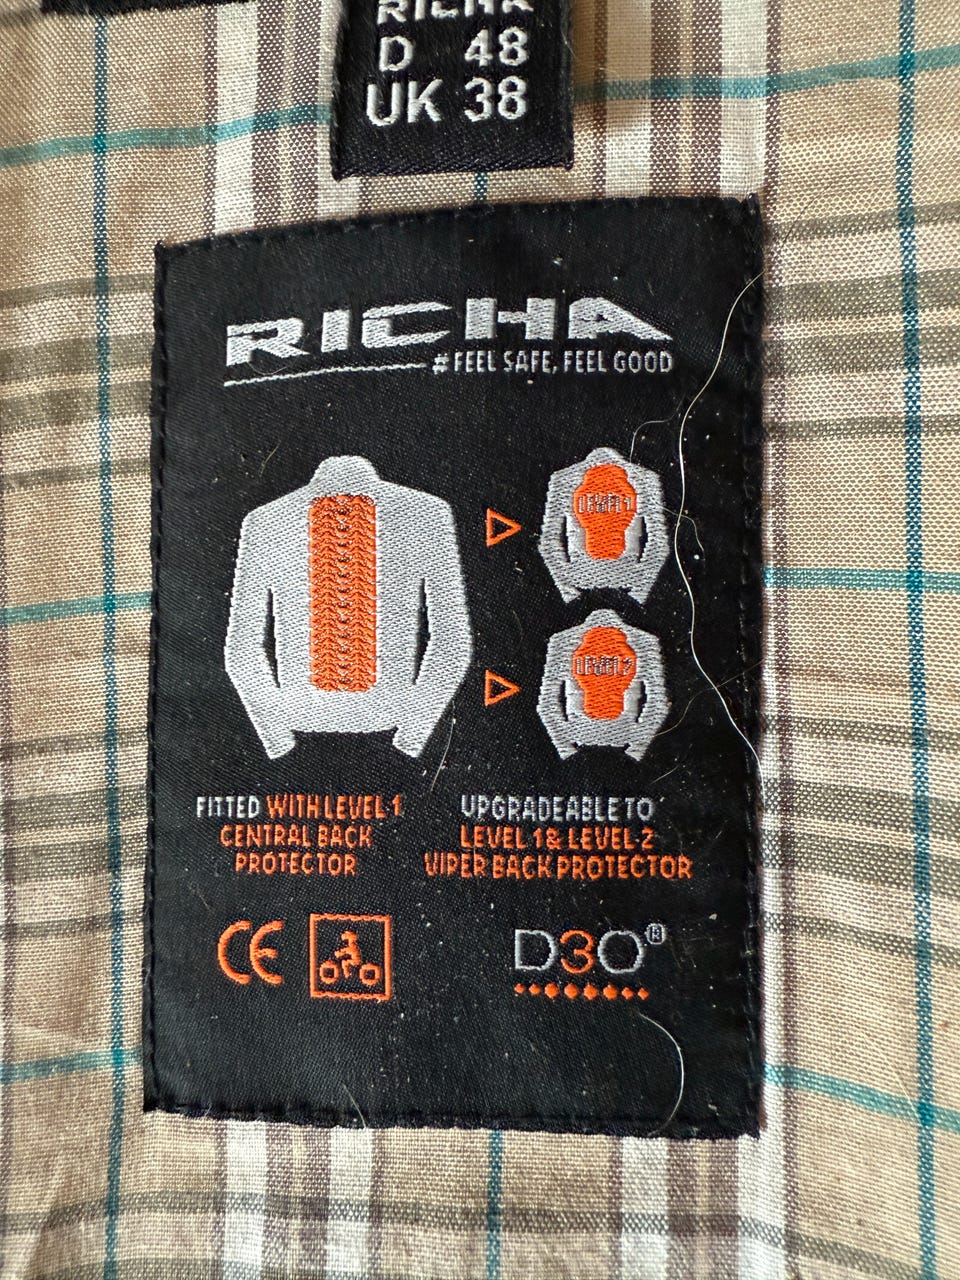 RICHA
D 48
UK 38
RICHA
#FEEL SAFE, FEEL GOOD
LEVEL 1
LEVEL 2
FITTED WITH LEVEL 1
CENTRAL BACK
PROTECTOR
UPGRADEABLE TO
LEVEL 1 & LEVEL 2
VIPER BACK PROTECTOR
CE
D3O®